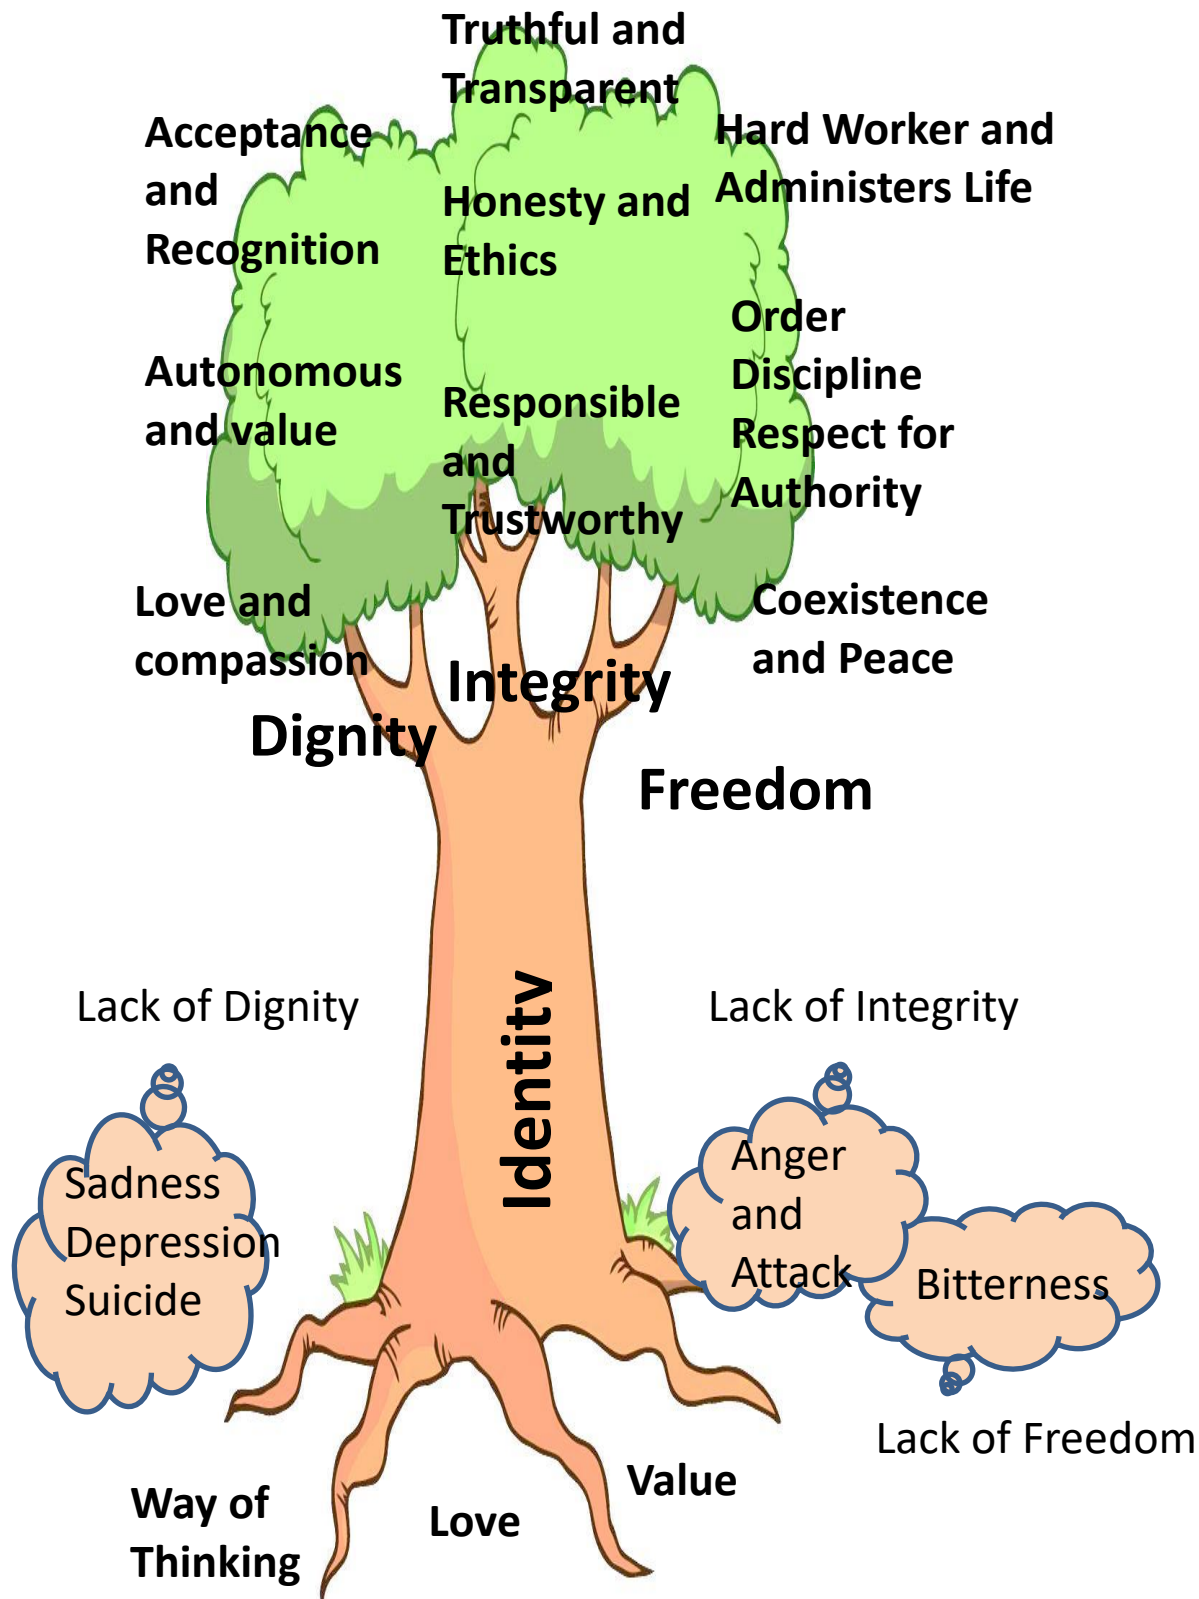 Truthful and
Transparent
Acceptance
and
Recognition
Hard Worker and
Administers Life
Honesty and
Ethics
Autonomous
and value
Responsible
and
Trustworthy
Order
Discipline
Respect for
Authority
Love and
compassion
Coexistence
and Peace
Integrity
Dignity
Freedom
Identity
Lack of Dignity
Lack of Integrity
Sadness
Depression
Suicide
Anger
and
Attack
Bitterness
Lack of Freedom
Way of
Thinking
Love
Value